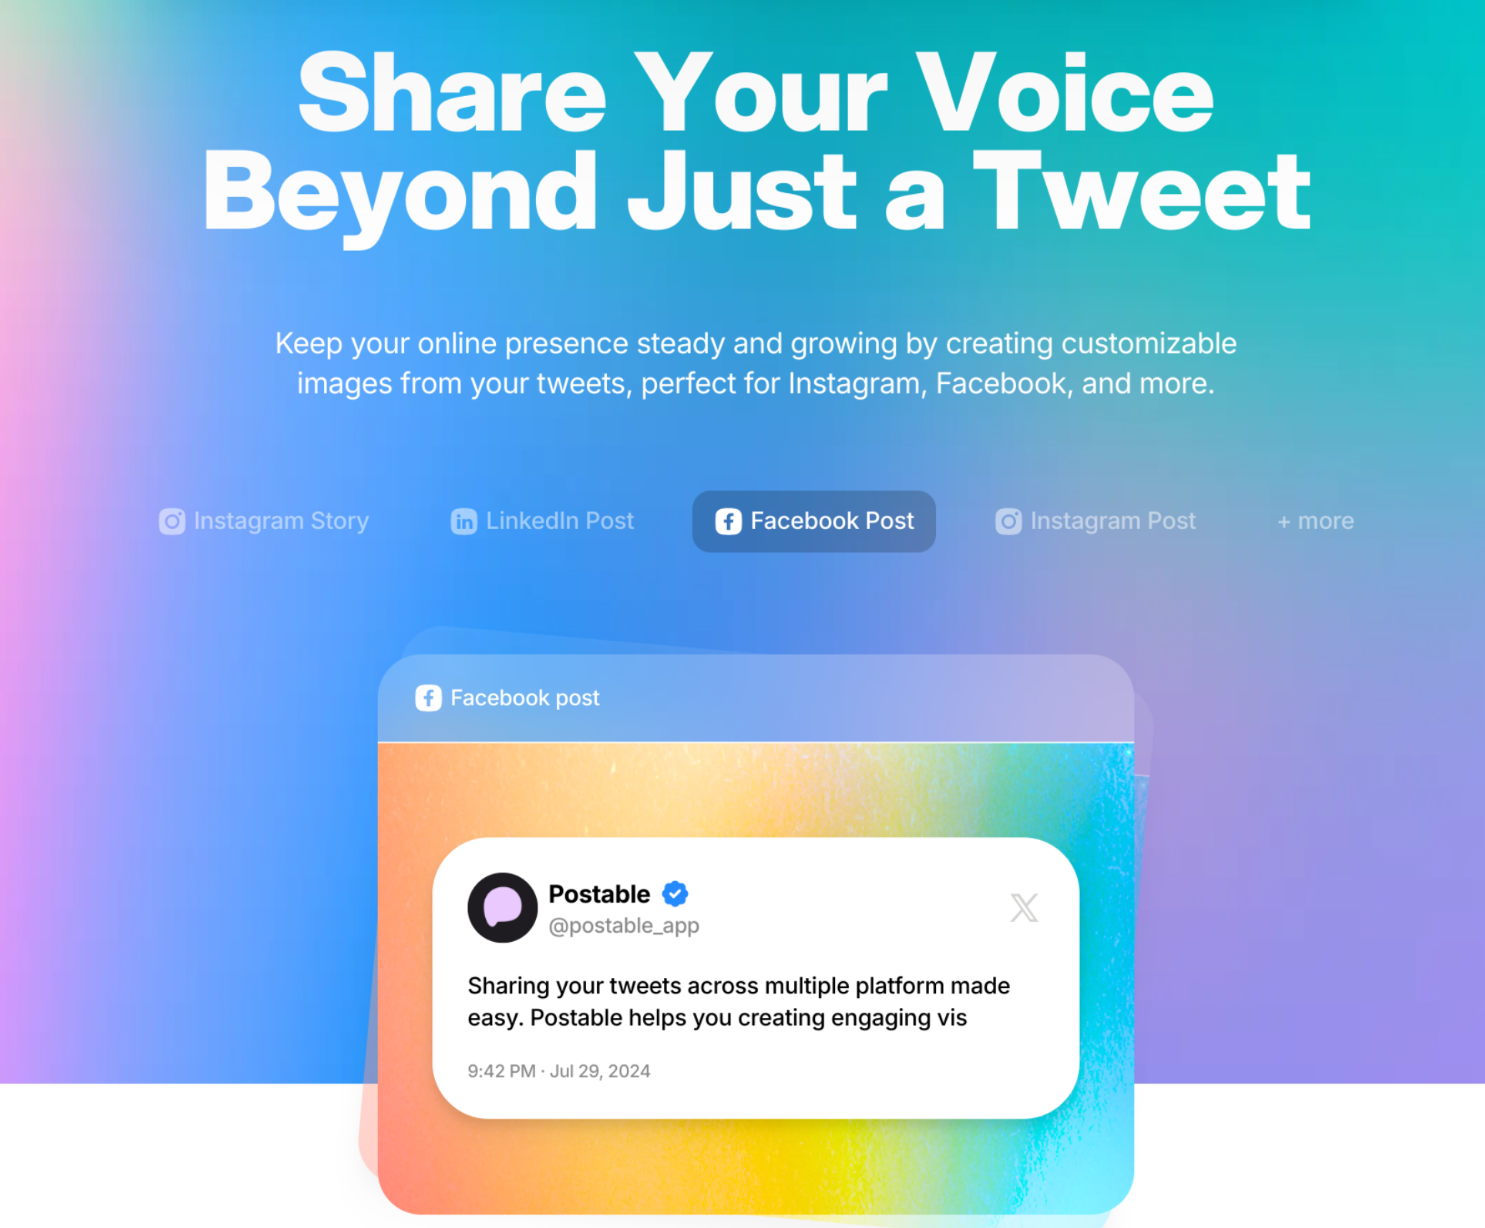 Share Your Voice
Beyond Just a Tweet
Keep your online presence steady and growing by creating customizable
images from your tweets, perfect for Instagram, Facebook, and more.
Instagram Story
LinkedIn Post
Facebook Post
Instagram Post
+ more
Facebook post
Postable
@postable_app
Sharing your tweets across multiple platform made
easy. Postable helps you creating engaging vis
9:42 PM · Jul 29, 2024